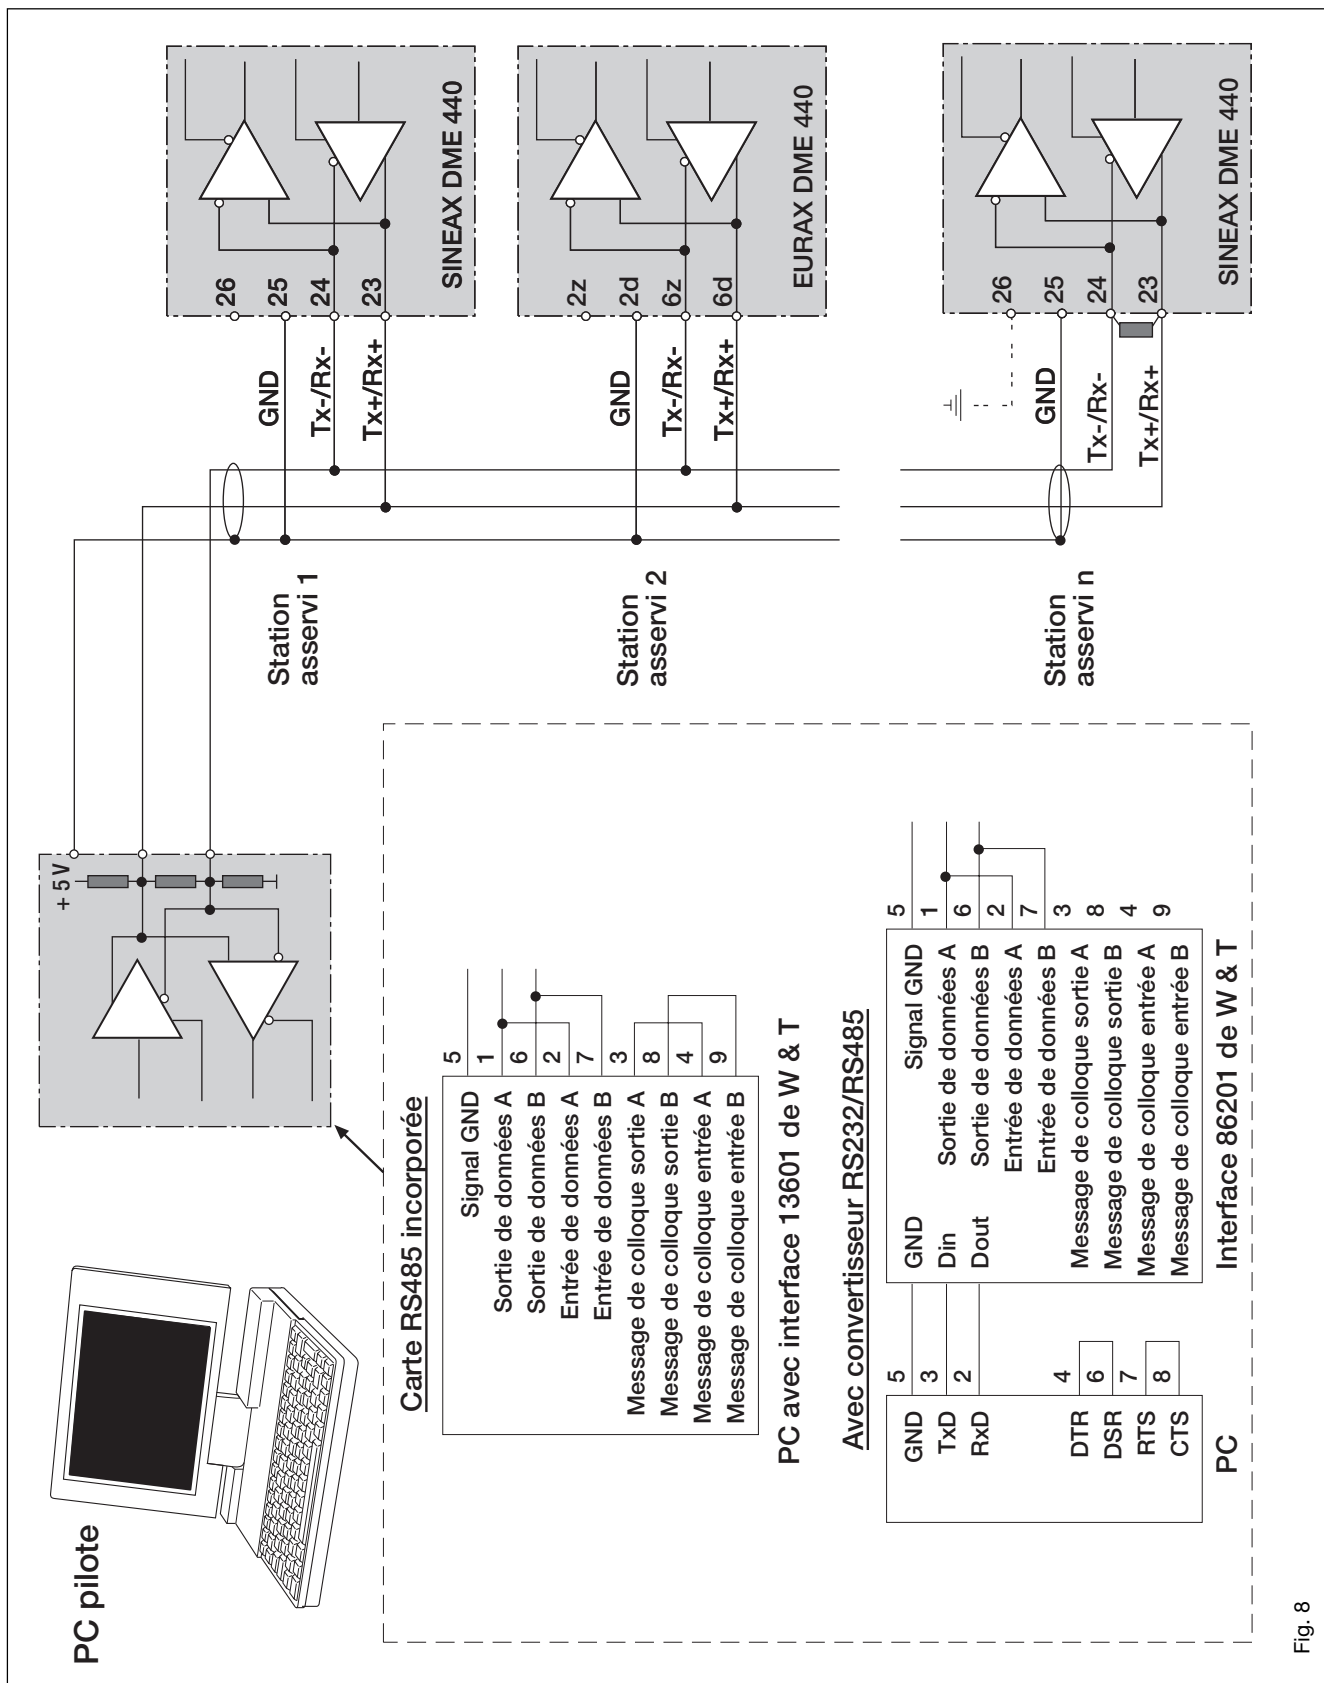 PC pilote
+ 5 V
Station
asservi 1
GND
Tx-/Rx-
Tx+/Rx+
26
25
24
23
SINEAX DME 440
Station
asservi 2
GND
Tx-/Rx-
Tx+/Rx+
2z
2d
6z
6d
EURAX DME 440
Station
asservi n
GND
Tx-/Rx-
Tx+/Rx+
26
25
24
23
SINEAX DME 440
Carte RS485 incorporée
Signal GND 5
Sortie de données A 1
Sortie de données B 6
Entrée de données A 2
Entrée de données B 7
Message de colloque sortie A 3
Message de colloque sortie B 8
Message de colloque entrée A 4
Message de colloque entrée B 9
PC avec interface 13601 de W & T
Avec convertisseur RS232/RS485
GND 5
TxD 3
RxD 2
DTR 4
DSR 6
RTS 7
CTS 8
PC
GND Signal GND 5
Din Sortie de données A 1
Dout Sortie de données B 6
Entrée de données A 2
Entrée de données B 7
Message de colloque sortie A 3
Message de colloque sortie B 8
Message de colloque entrée A 4
Message de colloque entrée B 9
Interface 86201 de W & T
Fig. 8